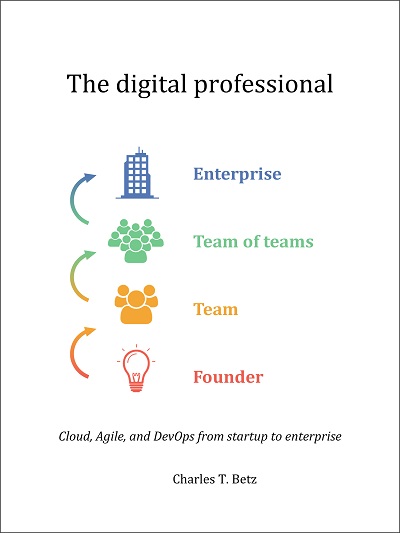 The digital professional
Enterprise
Team of teams
Team
Founder
Cloud, Agile, and DevOps from startup to enterprise
Charles T. Betz